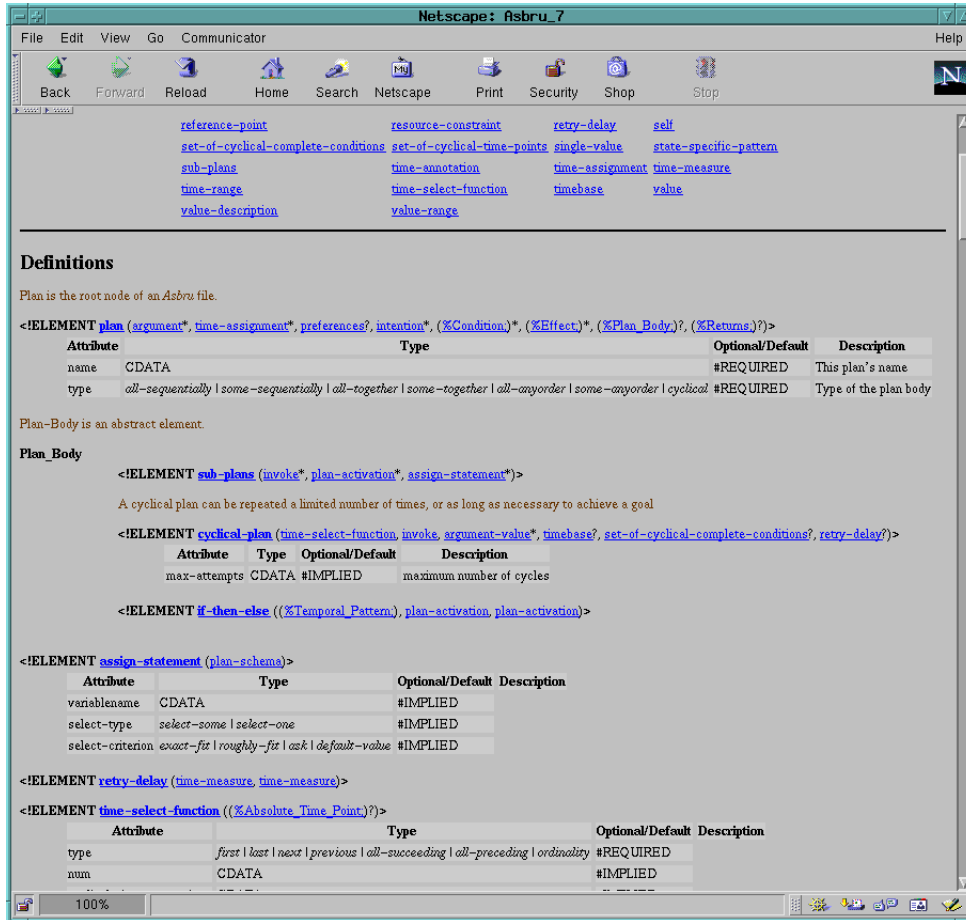 Netscape: Asbru_7
File Edit View Go Communicator Help
Back Forward Reload Home Search Netscape Print Security Shop Stop
My
N
reference-point resource-constraint retry-delay self
set-of-cyclical-complete-conditions set-of-cyclical-time-points single-value state-specific-pattern
sub-plans time-annotation time-assignment time-measure
time-range time-select-function timebase value
value-description value-range
Definitions
Plan is the root node of an Asbru file.
<!ELEMENT plan (argument*, time-assignment*, preferences?, intention*, (%Condition;)*, (%Effect;)*, (%Plan_Body;)?, (%Returns;)?)>
Attribute Type Optional/Default Description
name CDATA #REQUIRED This plan's name
type all-sequentially | some-sequentially | all-together | some-together | all-anyorder | some-anyorder | cyclical #REQUIRED Type of the plan body
Plan-Body is an abstract element.
Plan_Body
<!ELEMENT sub-plans (invoke*, plan-activation*, assign-statement*)>
A cyclical plan can be repeated a limited number of times, or as long as necessary to achieve a goal
<!ELEMENT cyclical-plan (time-select-function, invoke, argument-value*, timebase?, set-of-cyclical-complete-conditions?, retry-delay?)>
Attribute Type Optional/Default Description
max-attempts CDATA #IMPLIED maximum number of cycles
<!ELEMENT if-then-else ((%Temporal_Pattern;), plan-activation, plan-activation)>
<!ELEMENT assign-statement (plan-schema)>
Attribute Type Optional/Default Description
variablename CDATA #IMPLIED
select-type select-some | select-one #IMPLIED
select-criterion exact-fit | roughly-fit | ask | default-value #IMPLIED
<!ELEMENT retry-delay (time-measure, time-measure)>
<!ELEMENT time-select-function ((%Absolute_Time_Point;)?)>
Attribute Type Optional/Default Description
type first | last | next | previous | all-succeeding | all-preceding | ordinality #REQUIRED
num CDATA #IMPLIED
100%